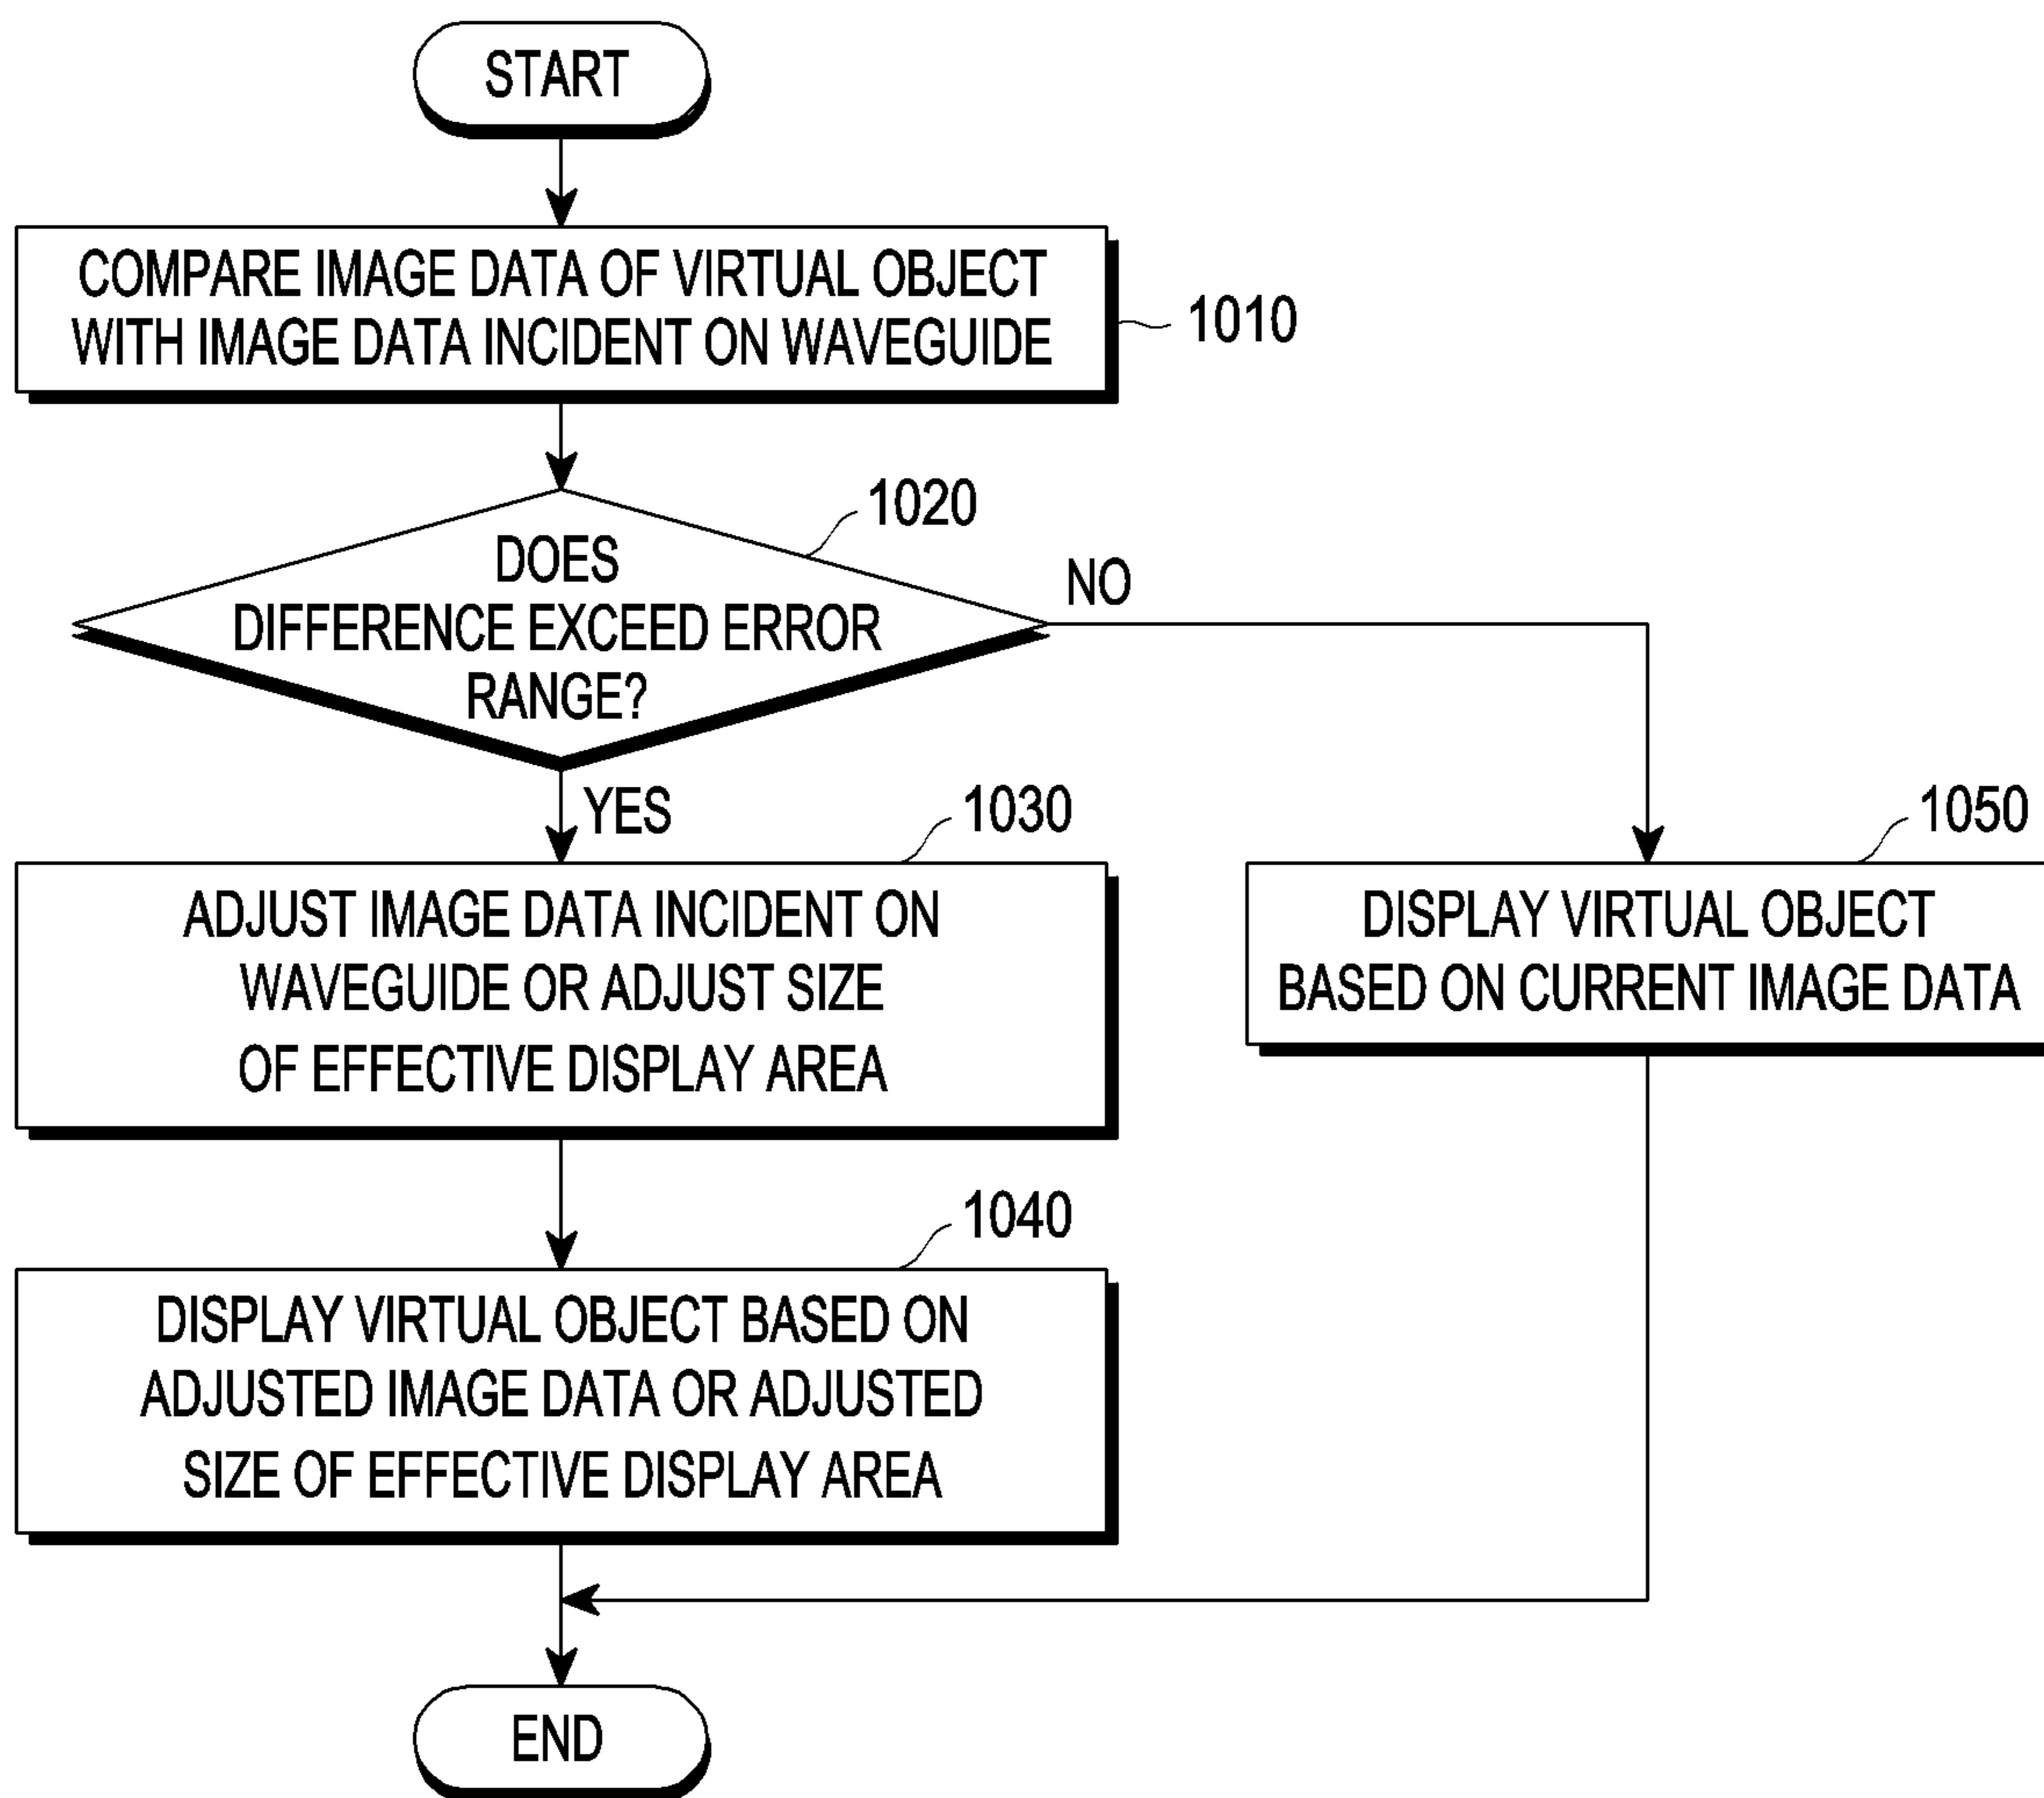 START
COMPARE IMAGE DATA OF VIRTUAL OBJECT
WITH IMAGE DATA INCIDENT ON WAVEGUIDE
1010
1020
DOES
DIFFERENCE EXCEED ERROR
RANGE?
NO
YES
1030
ADJUST IMAGE DATA INCIDENT ON
WAVEGUIDE OR ADJUST SIZE
OF EFFECTIVE DISPLAY AREA
1050
DISPLAY VIRTUAL OBJECT
BASED ON CURRENT IMAGE DATA
1040
DISPLAY VIRTUAL OBJECT BASED ON
ADJUSTED IMAGE DATA OR ADJUSTED
SIZE OF EFFECTIVE DISPLAY AREA
END